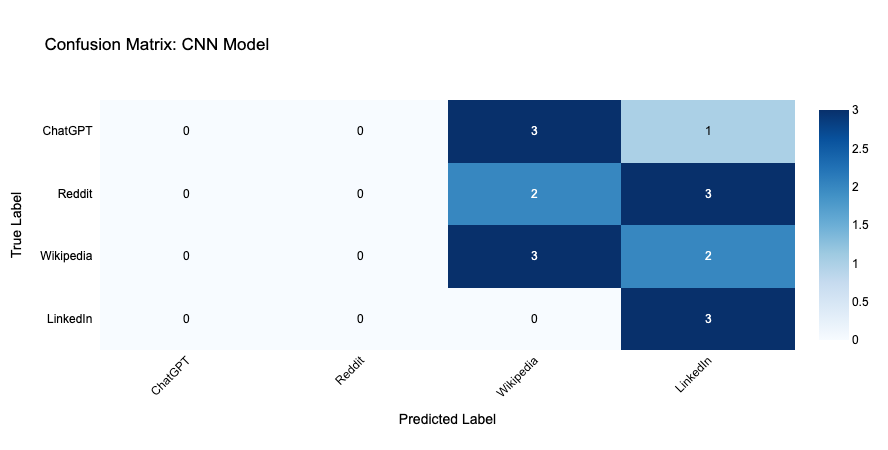 Confusion Matrix: CNN Model
ChatGPT 0 0 3 1
Reddit 0 0 2 3
Wikipedia 0 0 3 2
LinkedIn 0 0 0 3
ChatGPT Reddit Wikipedia LinkedIn
Predicted Label
True Label
3
2.5
2
1.5
1
0.5
0